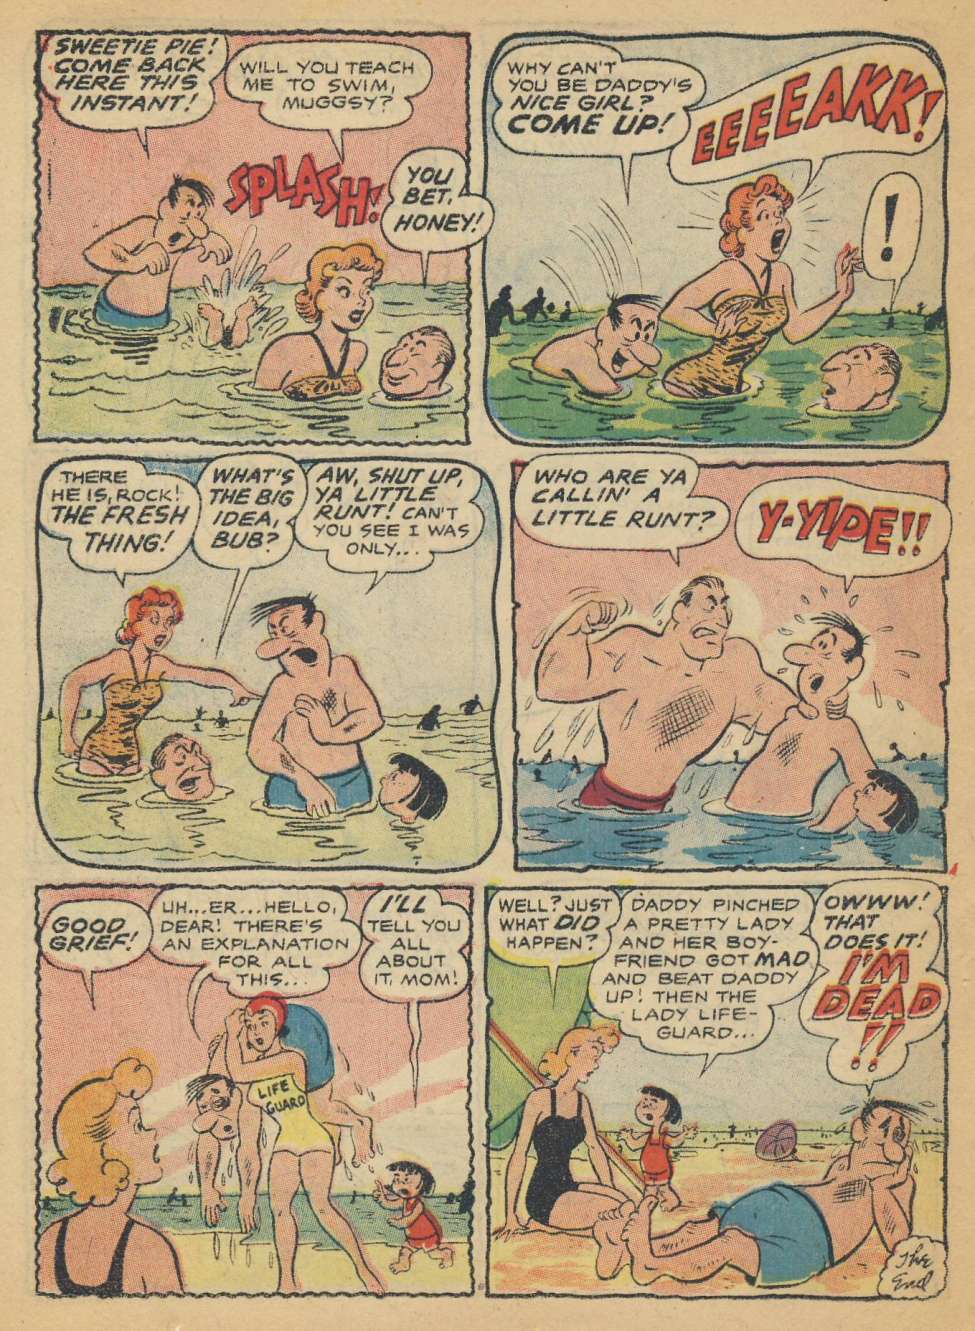 SWEETIE PIE!
COME BACK
HERE THIS
INSTANT!
WILL YOU TEACH
ME TO SWIM,
MUGGSY?
SPLASH!
YOU
BET,
HONEY!
WHY CAN'T
YOU BE DADDY'S
NICE GIRL?
COME UP!
EEEEEAKK!
!
THERE
HE IS, ROCK!
THE FRESH
THING!
WHAT'S
THE BIG
IDEA,
BUB?
AW, SHUT UP,
YA LITTLE
RUNT! CAN'T
YOU SEE I WAS
ONLY...
WHO ARE YA
CALLIN' A
LITTLE RUNT?
Y-YIPE!!
GOOD
GRIEF!
UH...ER...HELLO,
DEAR! THERE'S
AN EXPLANATION
FOR ALL
THIS...
I'LL
TELL YOU
ALL
ABOUT
IT, MOM!
LIFE
GUARD
WELL? JUST
WHAT DID
HAPPEN?
DADDY PINCHED
A PRETTY LADY
AND HER BOY-
FRIEND GOT MAD
AND BEAT DADDY
UP! THEN THE
LADY LIFE-
GUARD...
OWWW!
THAT
DOES IT!
I'M
DEAD
!!
The
End